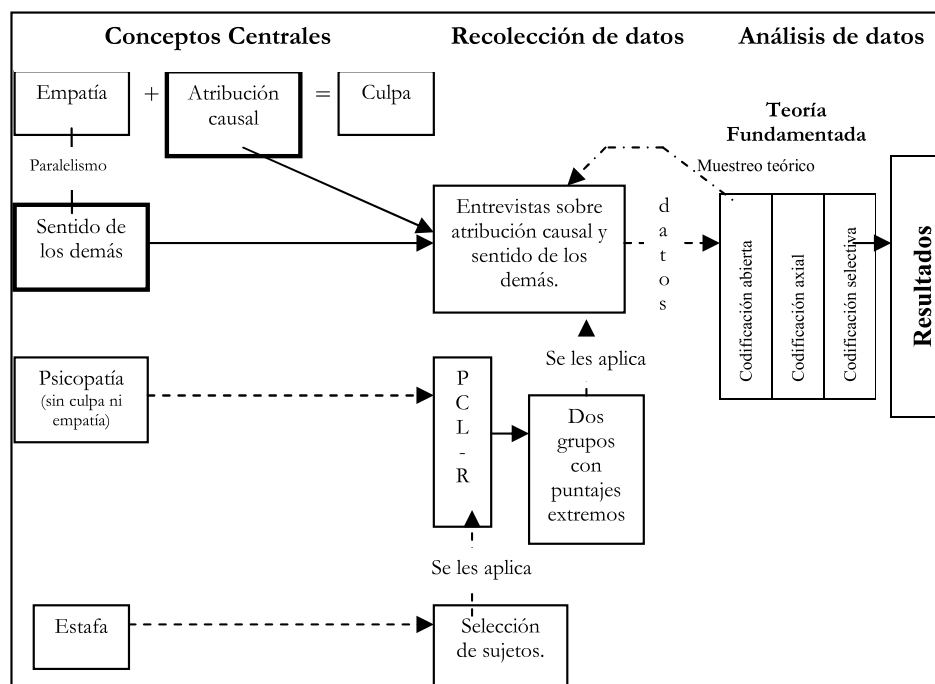 Conceptos Centrales
Recolección de datos
Análisis de datos
Empatía
+
Atribución
causal
=
Culpa
Paralelismo
Sentido de
los demás
Teoría
Fundamentada
Muestreo teórico
Entrevistas sobre
atribución causal y
sentido de los
demás.
d
a
t
o
s
Codificación abierta
Codificación axial
Codificación selectiva
Resultados
Psicopatía
(sin culpa ni
empatía)
P
C
L
-
R
Se les aplica
Dos
grupos
con
puntajes
extremos
Se les aplica
Estafa
Selección
de sujetos.